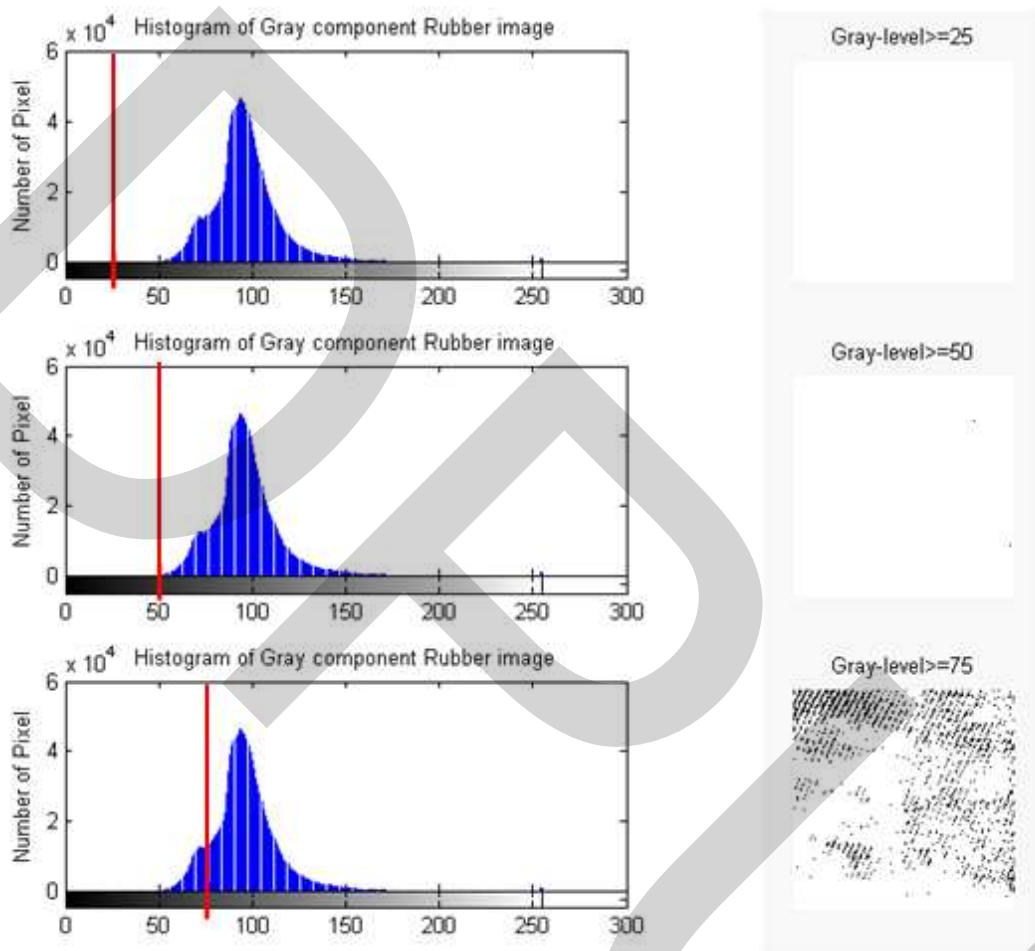 x 10^4 Histogram of Gray component Rubber image
Gray-level>=25
6
4
2
0
Number of Pixel
0 50 100 150 200 250 300
x 10^4 Histogram of Gray component Rubber image
Gray-level>=50
6
4
2
0
Number of Pixel
0 50 100 150 200 250 300
x 10^4 Histogram of Gray component Rubber image
Gray-level>=75
6
4
2
0
Number of Pixel
0 50 100 150 200 250 300